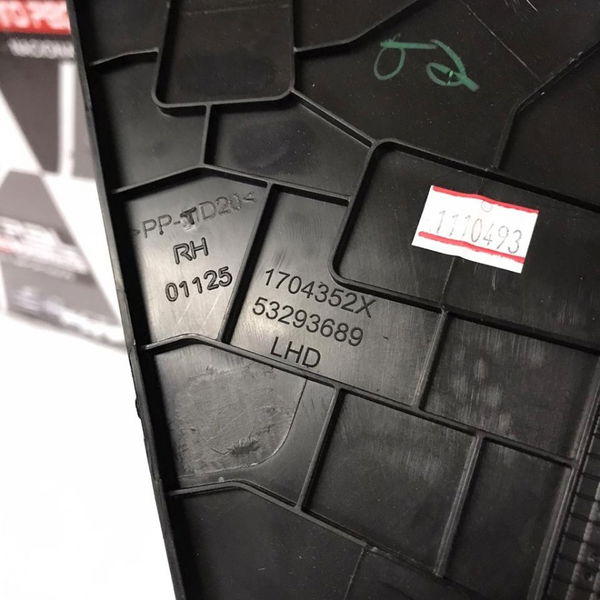 >PP-TD20<
RH
01125
1704352X
53293689
LHD
1110493